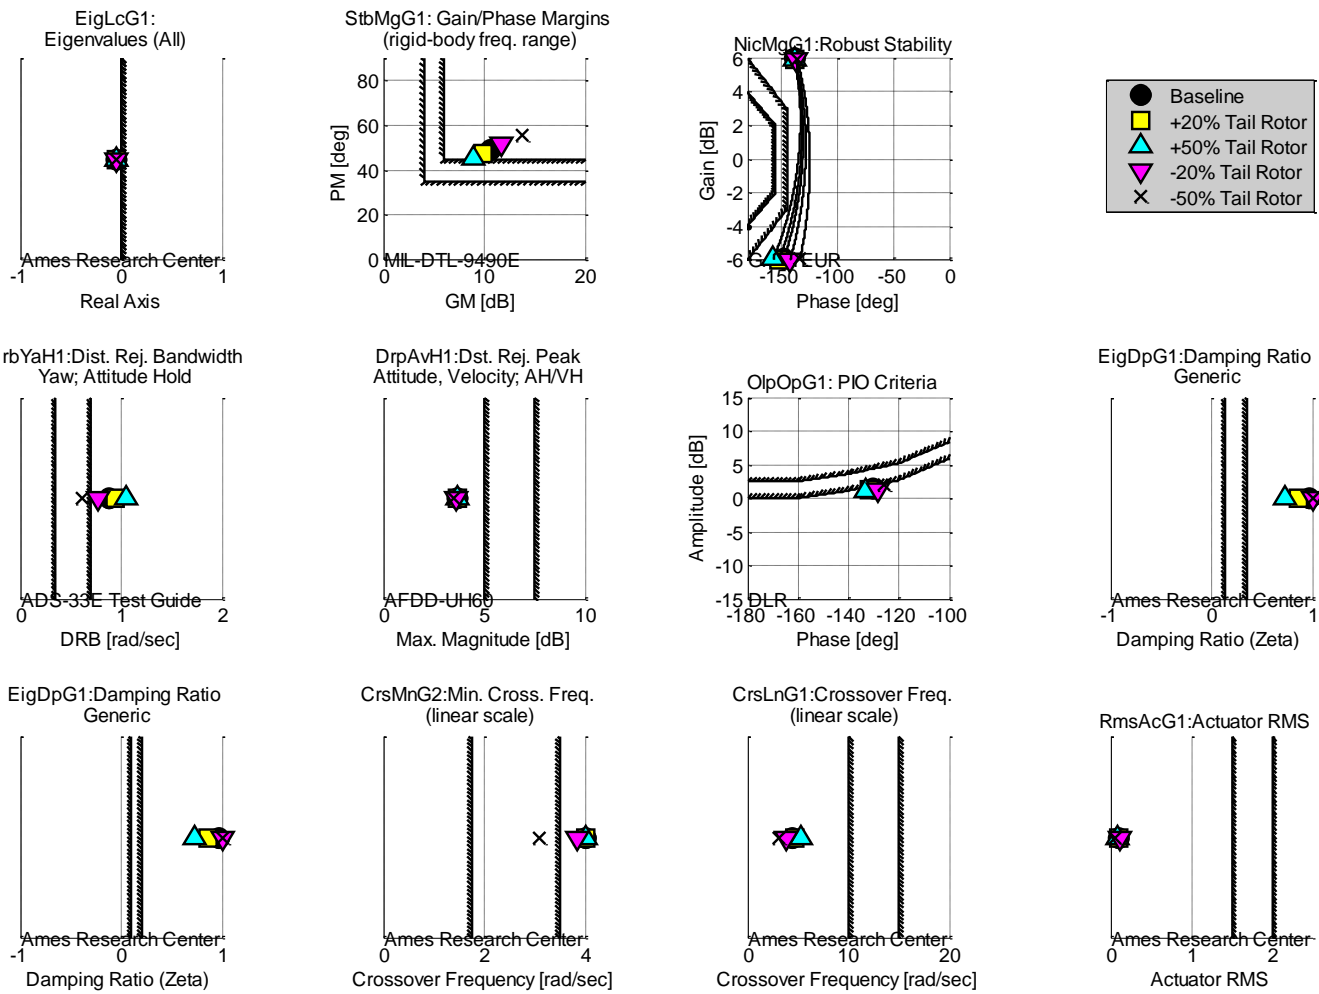 EigLcG1:
Eigenvalues (All)
-1
0
1
Ames Research Center
Real Axis
StbMgG1: Gain/Phase Margins
(rigid-body freq. range)
80
60
40
20
0
PM [deg]
MIL-DTL-9490E
0
10
20
GM [dB]
NicMgG1:Robust Stability
6
4
2
0
-2
-4
-6
Gain [dB]
-150
-100
-50
0
Phase [deg]
Baseline
+20% Tail Rotor
+50% Tail Rotor
-20% Tail Rotor
-50% Tail Rotor
rbYaH1:Dist. Rej. Bandwidth
Yaw; Attitude Hold
ADS-33E Test Guide
0
1
2
DRB [rad/sec]
DrpAvH1:Dst. Rej. Peak
Attitude, Velocity; AH/VH
AFDD-UH60
0
5
10
Max. Magnitude [dB]
OlpOpG1: PIO Criteria
15
10
5
0
-5
-10
-15
Amplitude [dB]
DLR
-180
-160
-140
-120
-100
Phase [deg]
EigDpG1:Damping Ratio
Generic
Ames Research Center
-1
0
1
Damping Ratio (Zeta)
EigDpG1:Damping Ratio
Generic
Ames Research Center
-1
0
1
Damping Ratio (Zeta)
CrsMnG2:Min. Cross. Freq.
(linear scale)
Ames Research Center
0
2
4
Crossover Frequency [rad/sec]
CrsLnG1:Crossover Freq.
(linear scale)
Ames Research Center
0
10
20
Crossover Frequency [rad/sec]
RmsAcG1:Actuator RMS
Ames Research Center
0
1
2
Actuator RMS